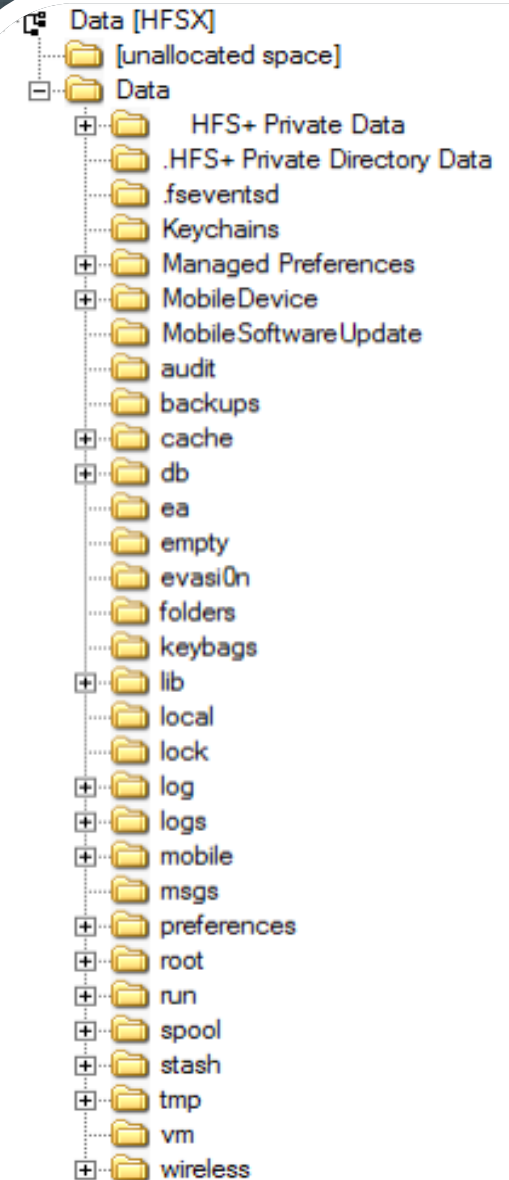 Data [HFSX]
[unallocated space]
Data
HFS+ Private Data
.HFS+ Private Directory Data
.fseventsd
Keychains
Managed Preferences
MobileDevice
MobileSoftwareUpdate
audit
backups
cache
db
ea
empty
evasi0n
folders
keybags
lib
local
lock
log
logs
mobile
msgs
preferences
root
run
spool
stash
tmp
vm
wireless